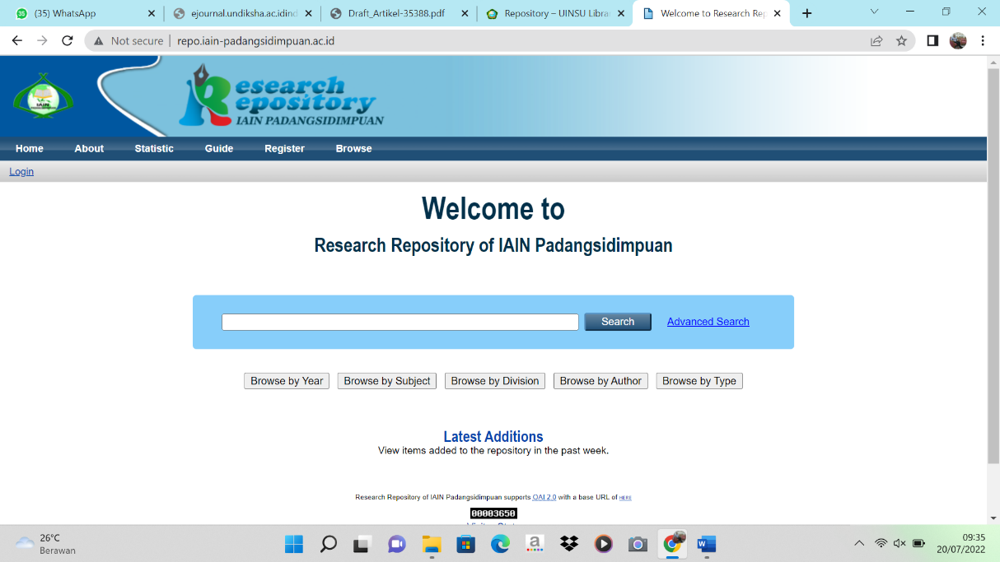 (35) WhatsApp
ejournal.undiksha.ac.id
Draft_Artikel-35388.pdf
Repository – UINSU Libra
Welcome to Research Rep
Not secure
repo.iain-padangsidimpuan.ac.id
IAIN
Research
Repository
IAIN PADANGSIDIMPUAN
Home About Statistic Guide Register Browse
Login
Welcome to
Research Repository of IAIN Padangsidimpuan
Search Advanced Search
Browse by Year Browse by Subject Browse by Division Browse by Author Browse by Type
Latest Additions
View items added to the repository in the past week.
Research Repository of IAIN Padangsidimpuan supports OAI 2.0 with a base URL of HERE
00003650
26°C
Berawan
09:35
20/07/2022